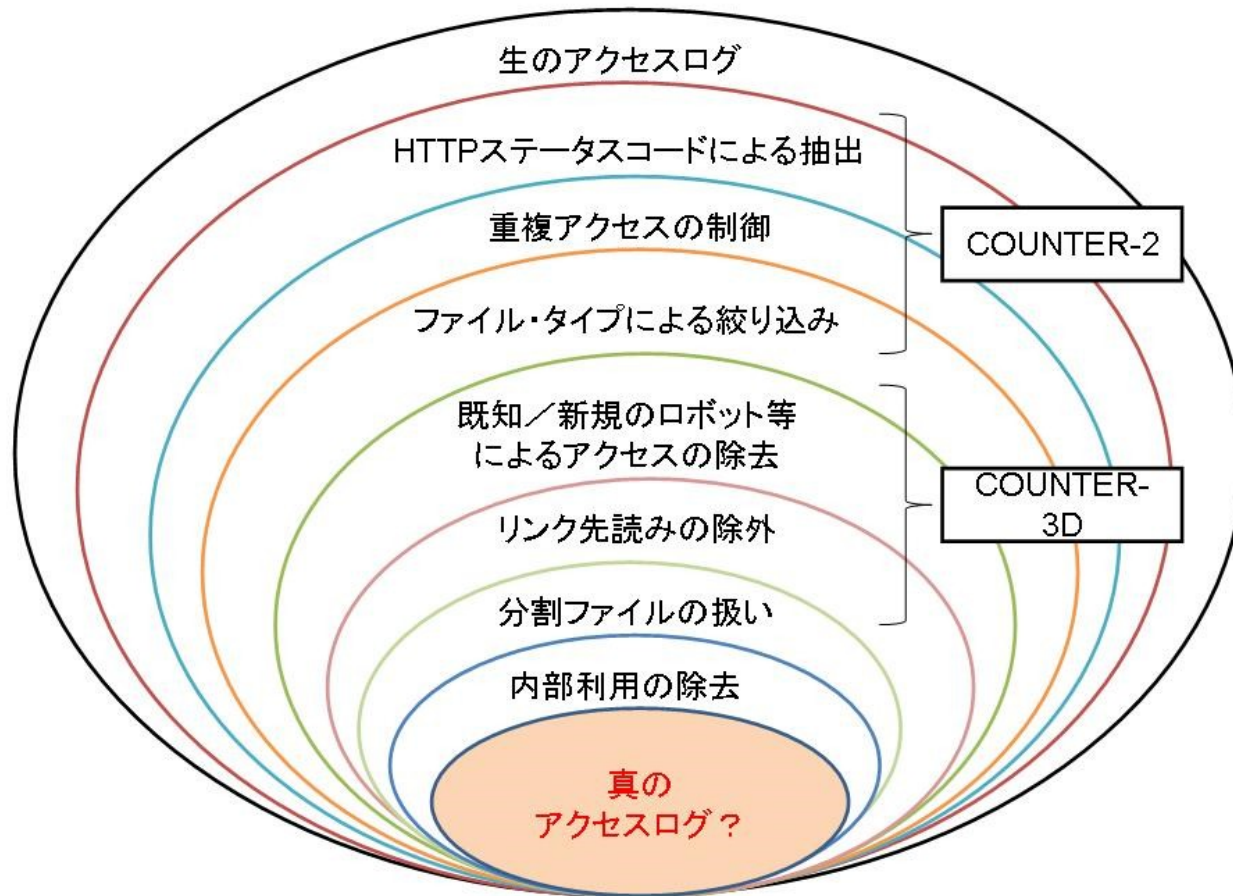 生のアクセスログ
HTTPステータスコードによる抽出
重複アクセスの制御
COUNTER-2
ファイル・タイプによる絞り込み
既知／新規のロボット等
によるアクセスの除去
COUNTER-
3D
リンク先読みの除外
分割ファイルの扱い
内部利用の除去
真の
アクセスログ？